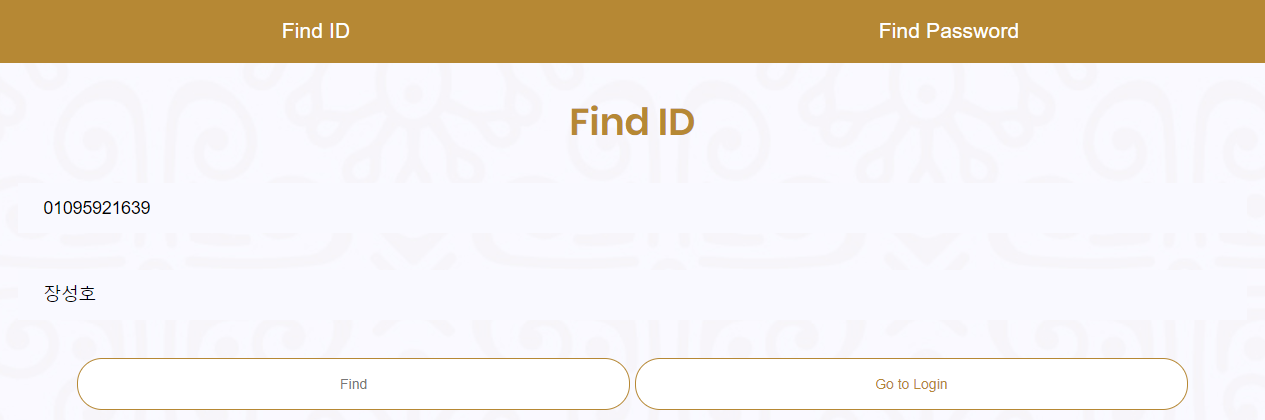 Find ID Find Password
Find ID
01095921639
장성호
Find Go to Login